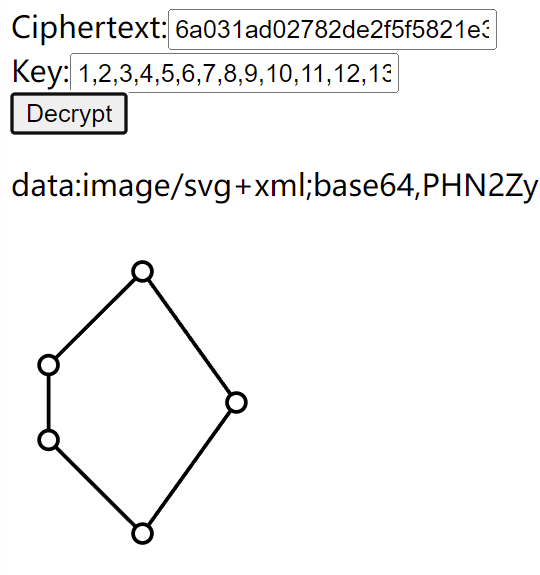 Ciphertext: 6a031ad02782de2f5f5821e
Key: 1,2,3,4,5,6,7,8,9,10,11,12,13
Decrypt
data:image/svg+xml;base64,PHN2Zy